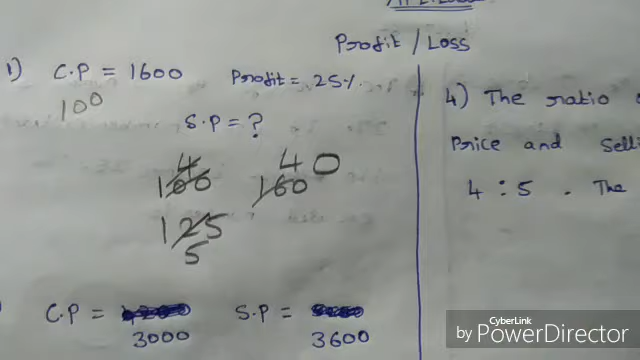 Profit / Loss
1) C.P = 1600 Profit = 25%.
100
S.P = ?
4 40
100 160
125
5
C.P = 3000 S.P = 3600
4) The ratio
Price and Selli
4 : 5 . The
CyberLink
by PowerDirector